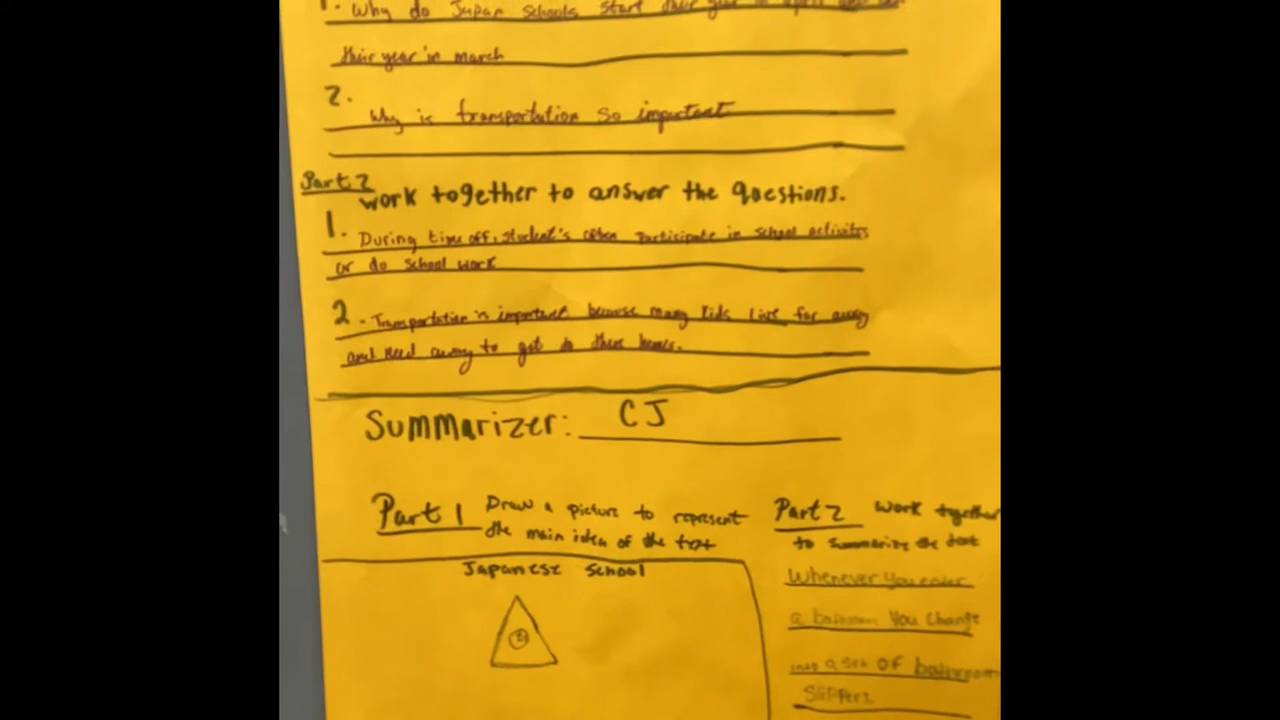 1. Why do Japan schools start their year in April and
their year in march
2.
Why is transportation so important
Part 2
work together to answer the questions.
1. During time off, student's often participate in school activites
or do school work
2. Transportation is important because many kids live far away
and need away to get to there homes.
Summarizer: CJ
Part 1 Draw a picture to represent
the main idea of the text
Japanese school
Part 2 work together
to summarize the text
Whenever you enter
a bathroom you change
into a set of bathroom
slippers